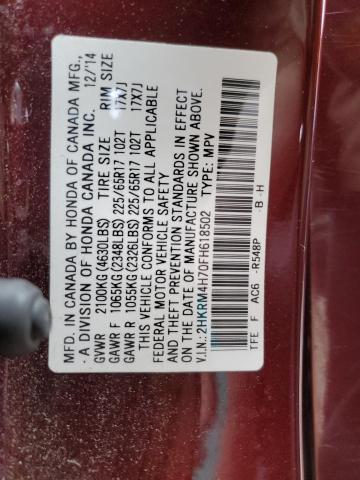 MFD. IN CANADA BY HONDA OF CANADA MFG.,
A DIVISION OF HONDA CANADA INC. 12/'14
GVWR 2100KG(4630LBS) TIRE SIZE RIM SIZE
GAWR F 1065KG(2348LBS) 225/65R17 102T 17X7J
GAWR R 1055KG(2326LBS) 225/65R17 102T 17X7J
THIS VEHICLE CONFORMS TO ALL APPLICABLE
FEDERAL MOTOR VEHICLE SAFETY
AND THEFT PREVENTION STANDARDS IN EFFECT
ON THE DATE OF MANUFACTURE SHOWN ABOVE.
V.I.N.: 2HKRM4H70FH618502 TYPE: MPV
TFE F AC6 -R548P -B -H